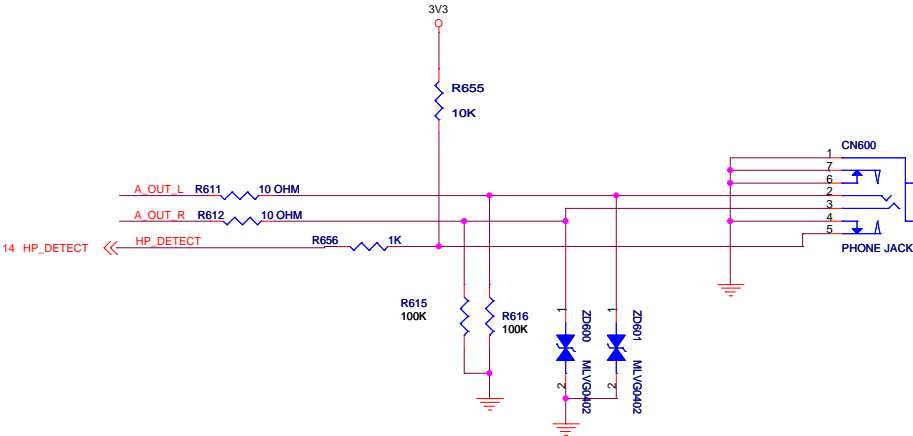 3V3
R655
10K
CN600
1
7
6
A_OUT_L R611 10 OHM
2
3
A_OUT_R R612 10 OHM
4
5
14 HP_DETECT HP_DETECT R656 1K
PHONE JACK
R615
100K
R616
100K
1
ZD600
2
MLVG0402
1
ZD601
2
MLVG0402